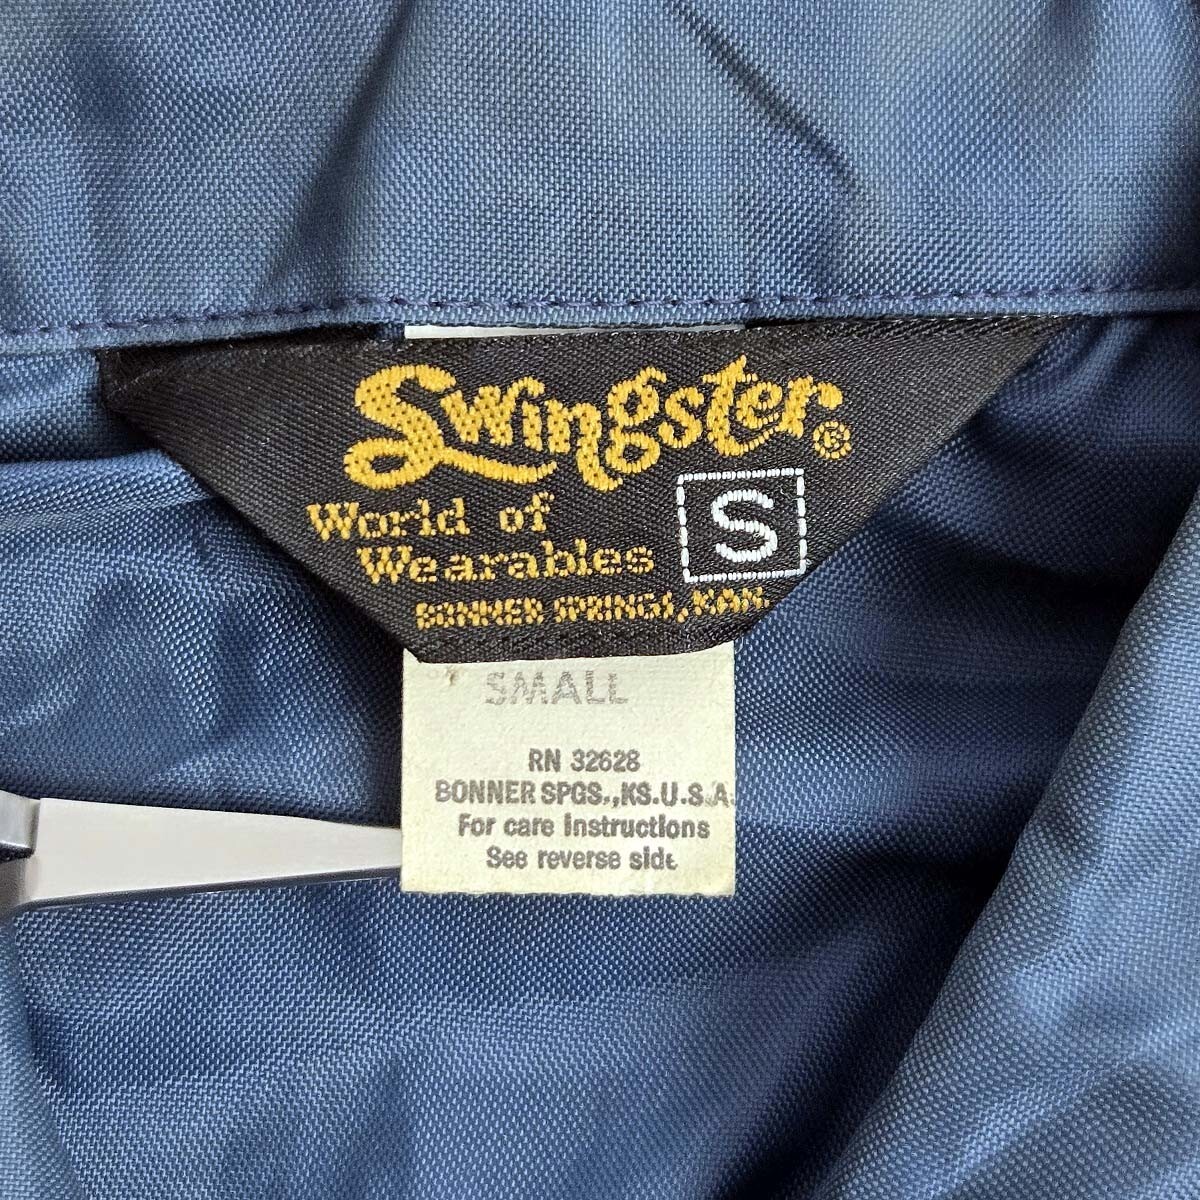 Swingster®
World of
Wearables
S
BONNER SPRINGS, KAN.
SMALL
RN 32628
BONNER SPGS.,KS.U.S.A.
For care Instructions
See reverse side